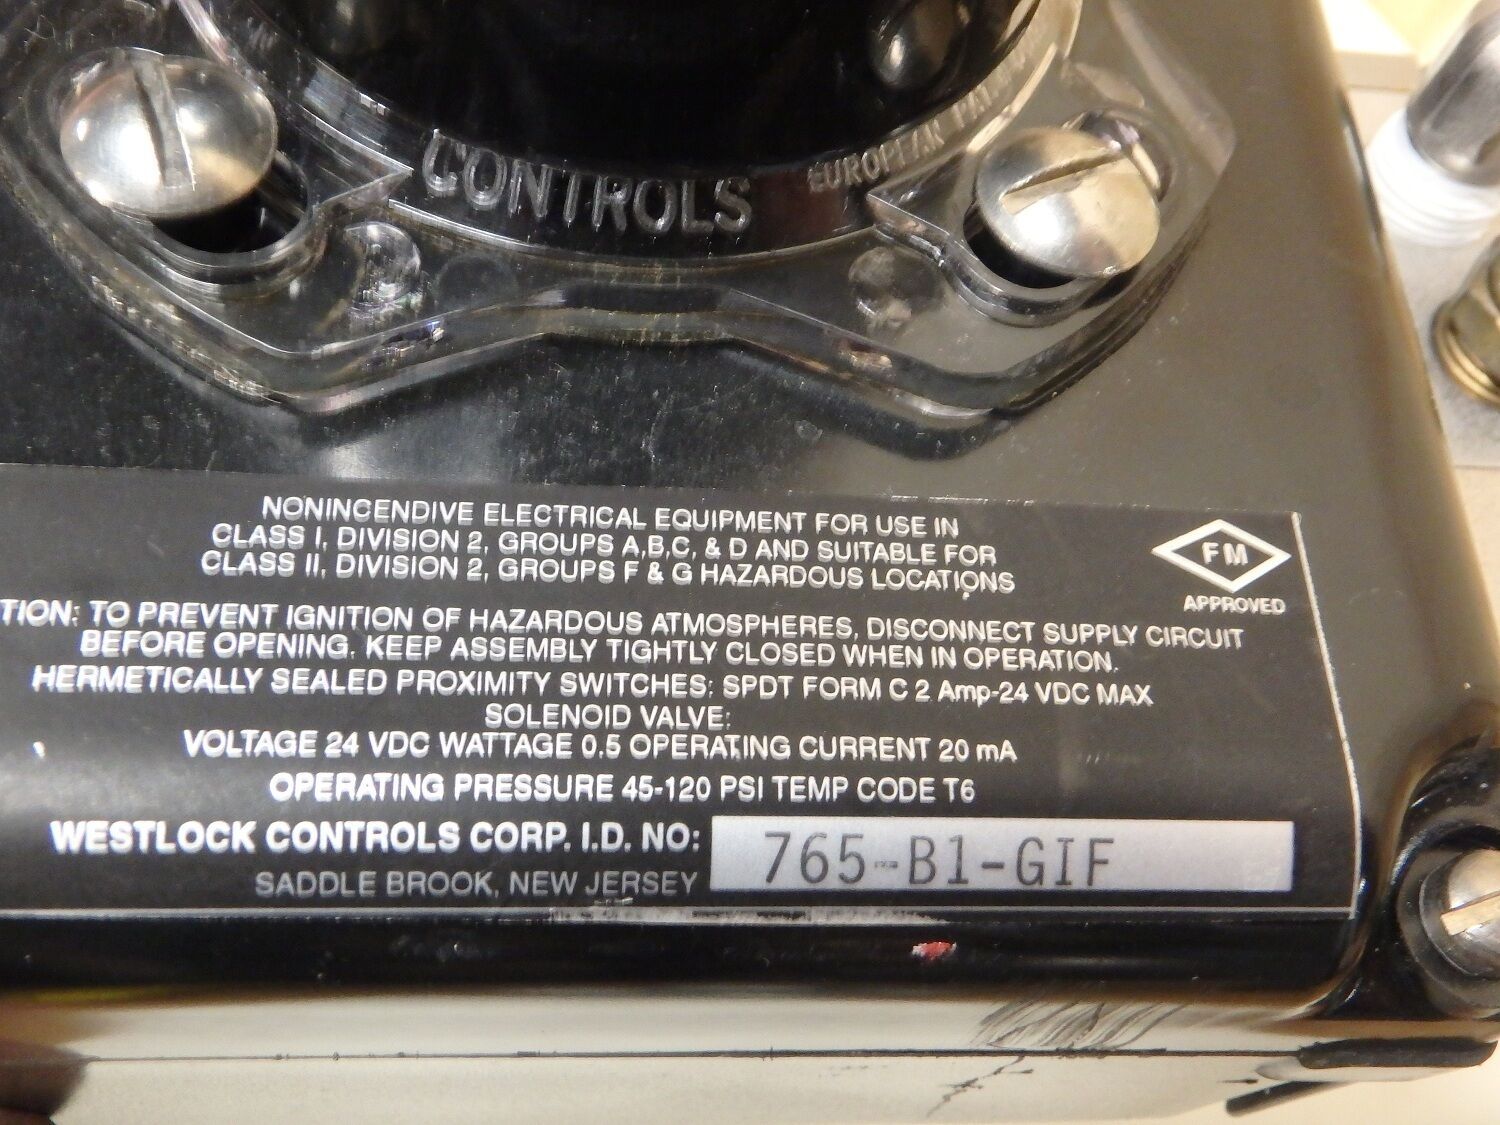 CONTROLS
EUROPEAN
NONINCENDIVE ELECTRICAL EQUIPMENT FOR USE IN
CLASS I, DIVISION 2, GROUPS A,B,C, & D AND SUITABLE FOR
CLASS II, DIVISION 2, GROUPS F & G HAZARDOUS LOCATIONS
FM
APPROVED
TION: TO PREVENT IGNITION OF HAZARDOUS ATMOSPHERES, DISCONNECT SUPPLY CIRCUIT
BEFORE OPENING. KEEP ASSEMBLY TIGHTLY CLOSED WHEN IN OPERATION.
HERMETICALLY SEALED PROXIMITY SWITCHES: SPDT FORM C 2 Amp-24 VDC MAX
SOLENOID VALVE:
VOLTAGE 24 VDC WATTAGE 0.5 OPERATING CURRENT 20 mA
OPERATING PRESSURE 45-120 PSI TEMP CODE T6
WESTLOCK CONTROLS CORP. I.D. NO: 765-B1-GIF
SADDLE BROOK, NEW JERSEY